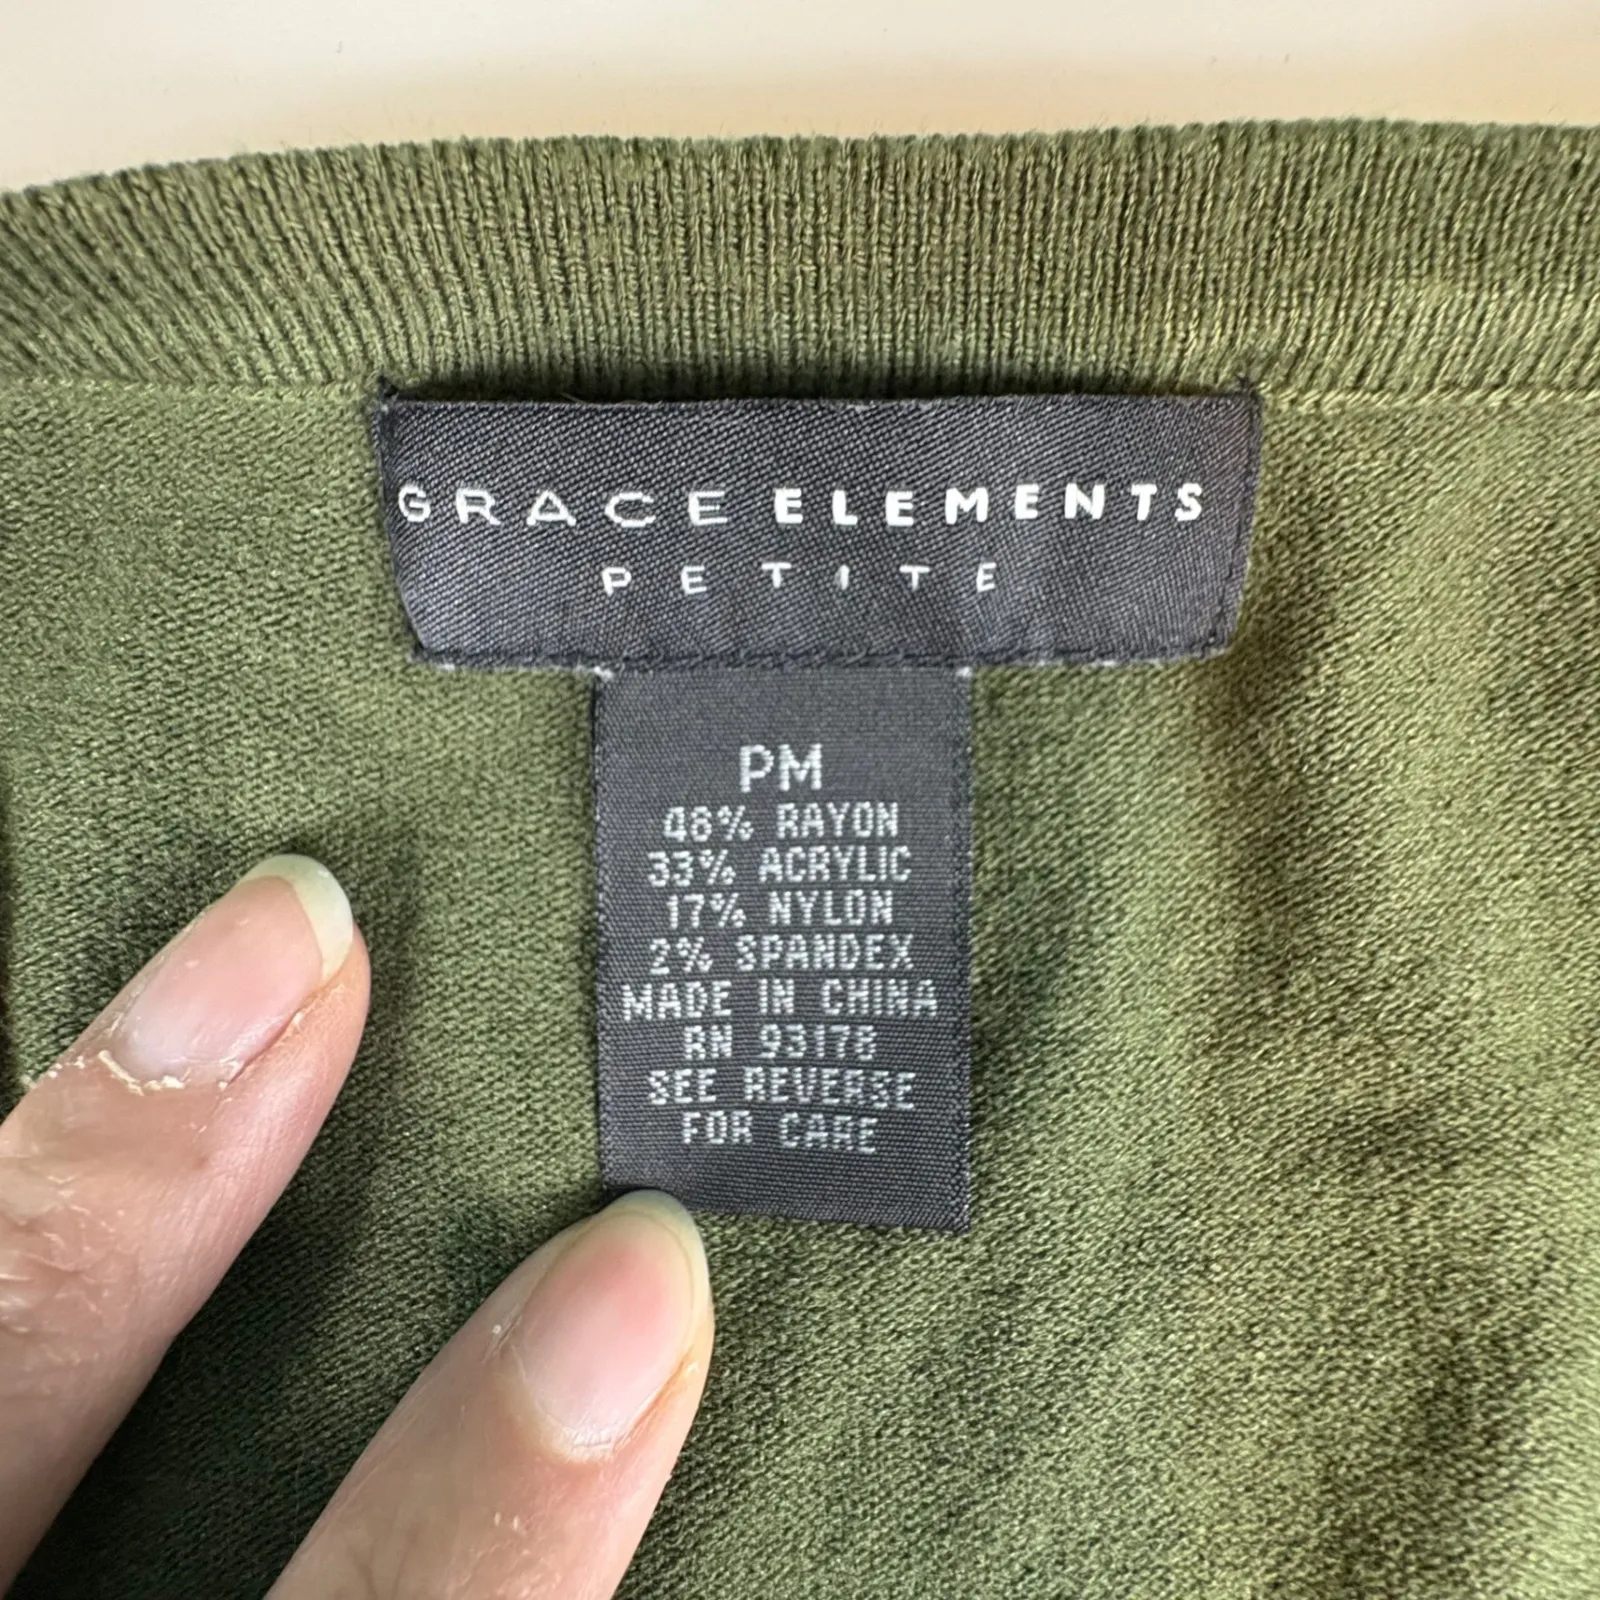 GRACE ELEMENTS
PETITE
PM
48% RAYON
33% ACRYLIC
17% NYLON
2% SPANDEX
MADE IN CHINA
RN 93178
SEE REVERSE
FOR CARE